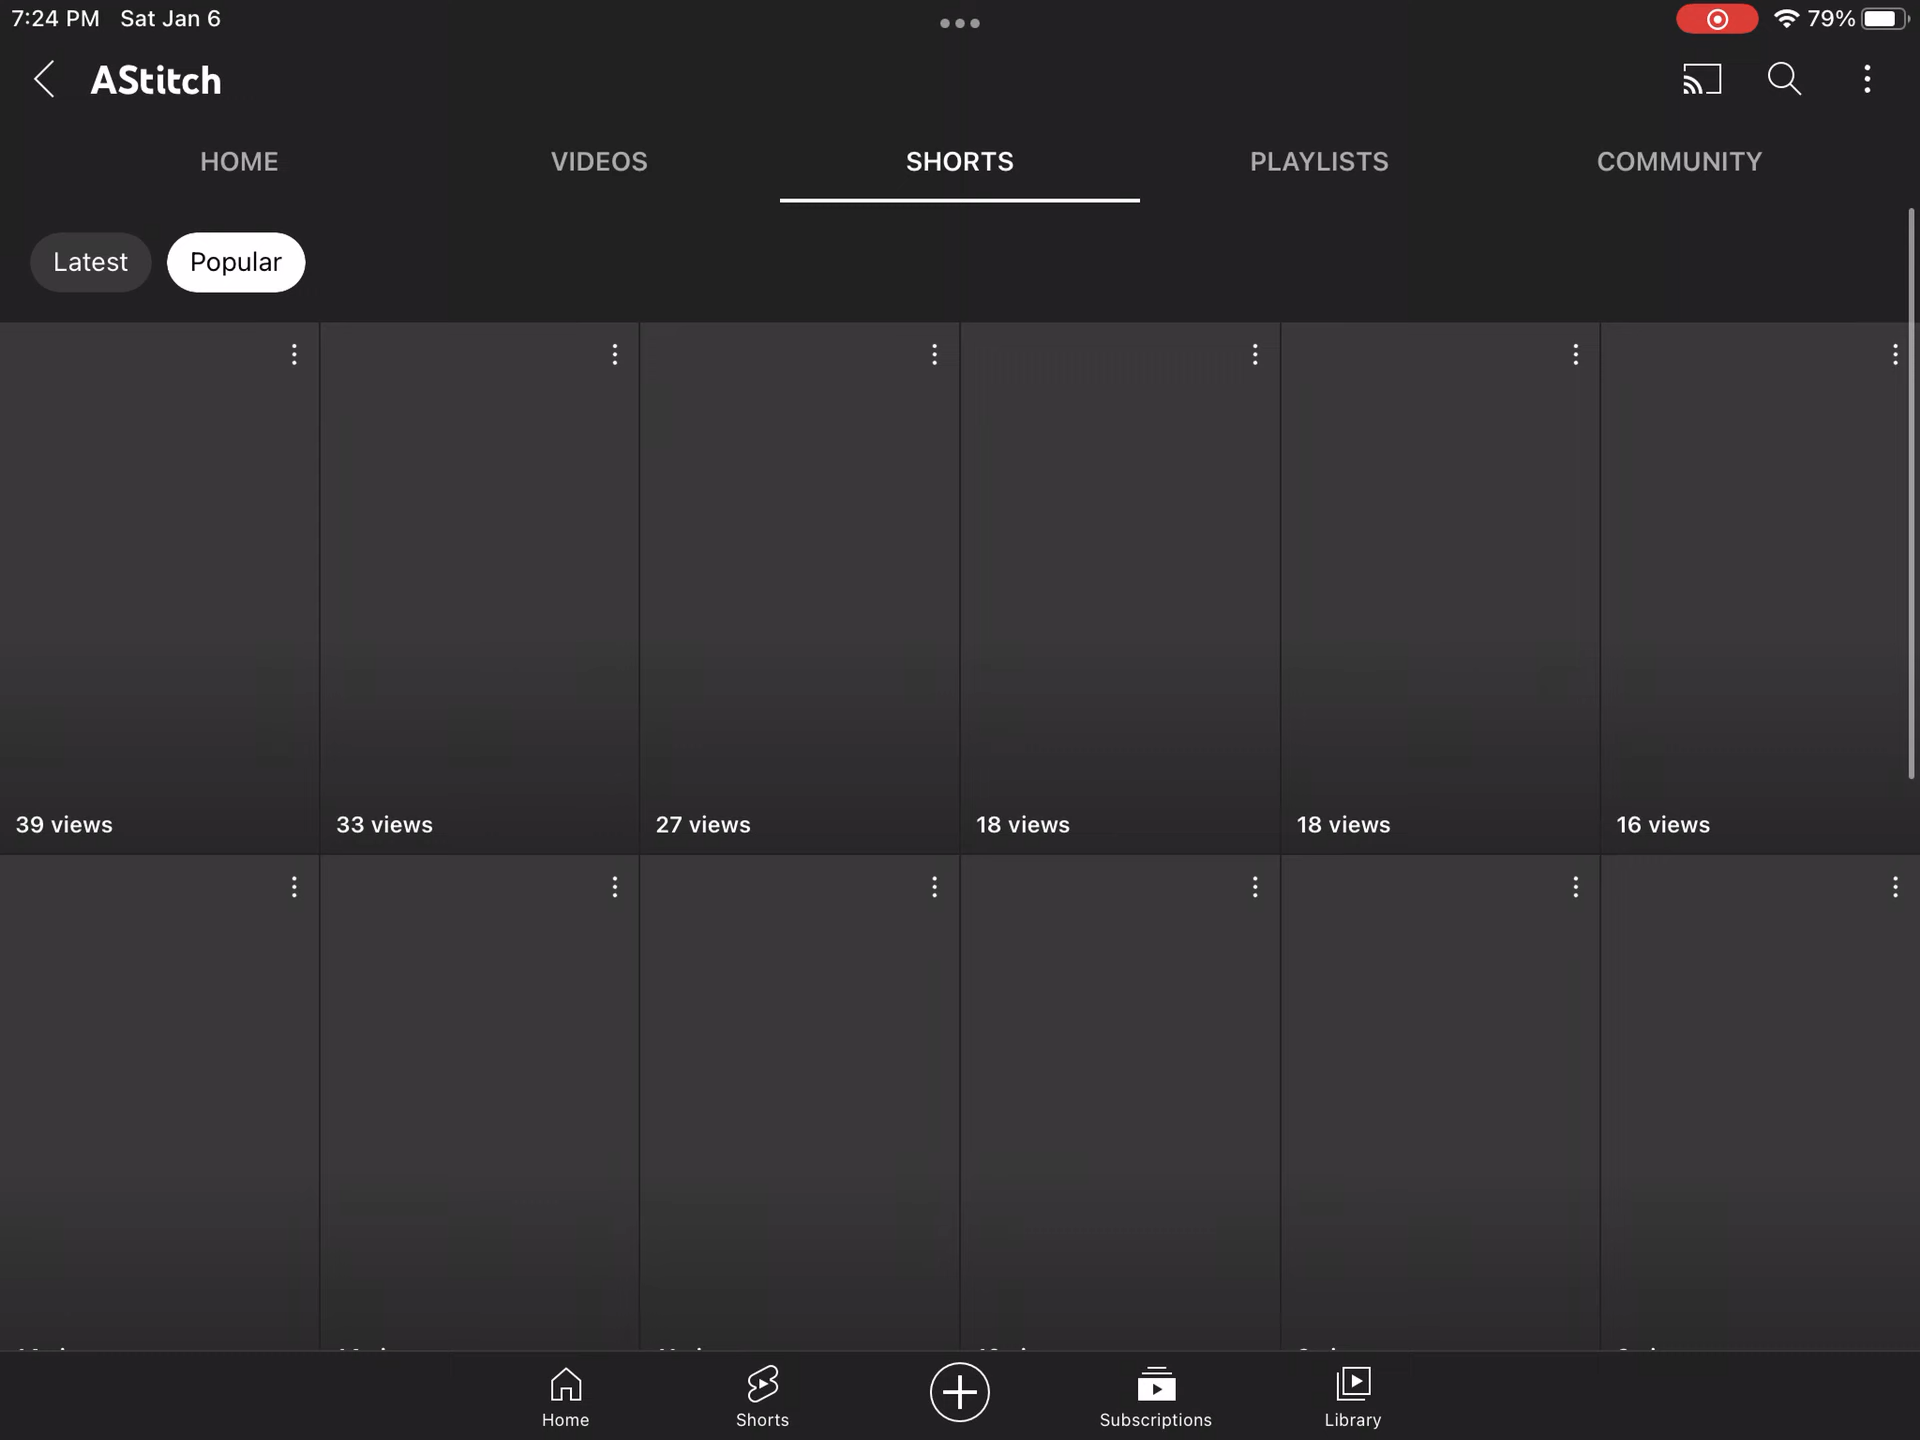 7:24 PM Sat Jan 6
79%
AStitch
HOME VIDEOS SHORTS PLAYLISTS COMMUNITY
Latest Popular
39 views 33 views 27 views 18 views 18 views 16 views
Home Shorts Subscriptions Library